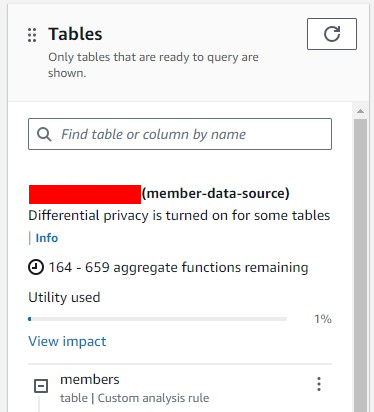 Tables
Only tables that are ready to query are
shown.
Find table or column by name
(member-data-source)
Differential privacy is turned on for some tables
| Info
164 - 659 aggregate functions remaining
Utility used
1%
View impact
members
table | Custom analysis rule